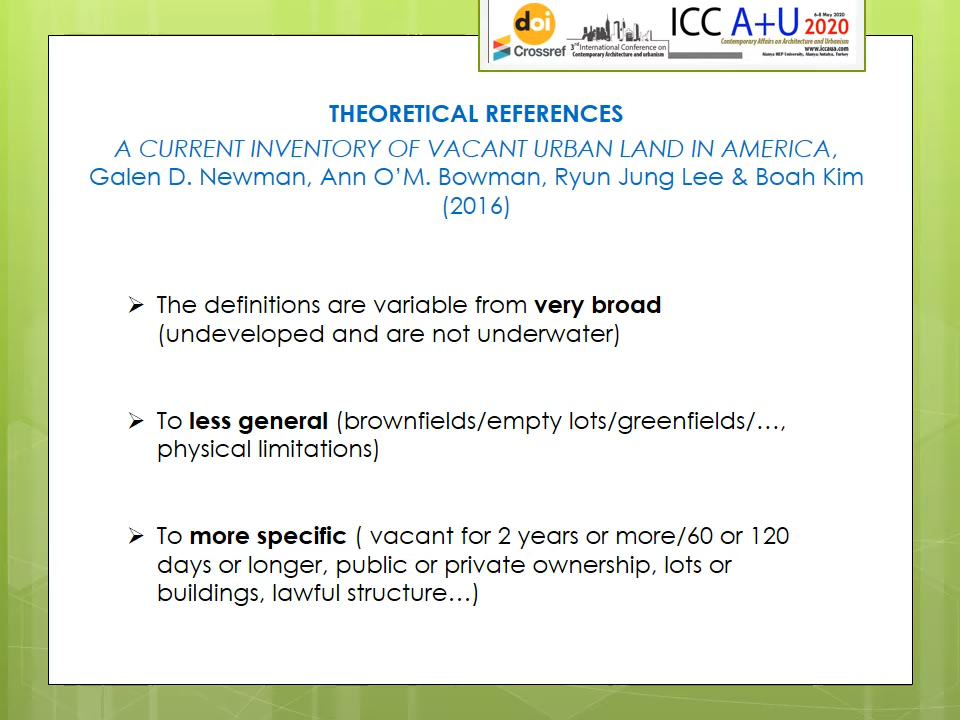 doi
Crossref
3rd International Conference on
Contemporary Architecture and urbanism
ICC A+U 2020
6-8 May 2020
Contemporary Affairs on Architecture and Urbanism
www.iccaua.com
Alanya HEP University, Alanya Antalya, Turkey
THEORETICAL REFERENCES
A CURRENT INVENTORY OF VACANT URBAN LAND IN AMERICA,
Galen D. Newman, Ann O’M. Bowman, Ryun Jung Lee & Boah Kim
(2016)
➢ The definitions are variable from very broad
(undeveloped and are not underwater)
➢ To less general (brownfields/empty lots/greenfields/…,
physical limitations)
➢ To more specific ( vacant for 2 years or more/60 or 120
days or longer, public or private ownership, lots or
buildings, lawful structure…)